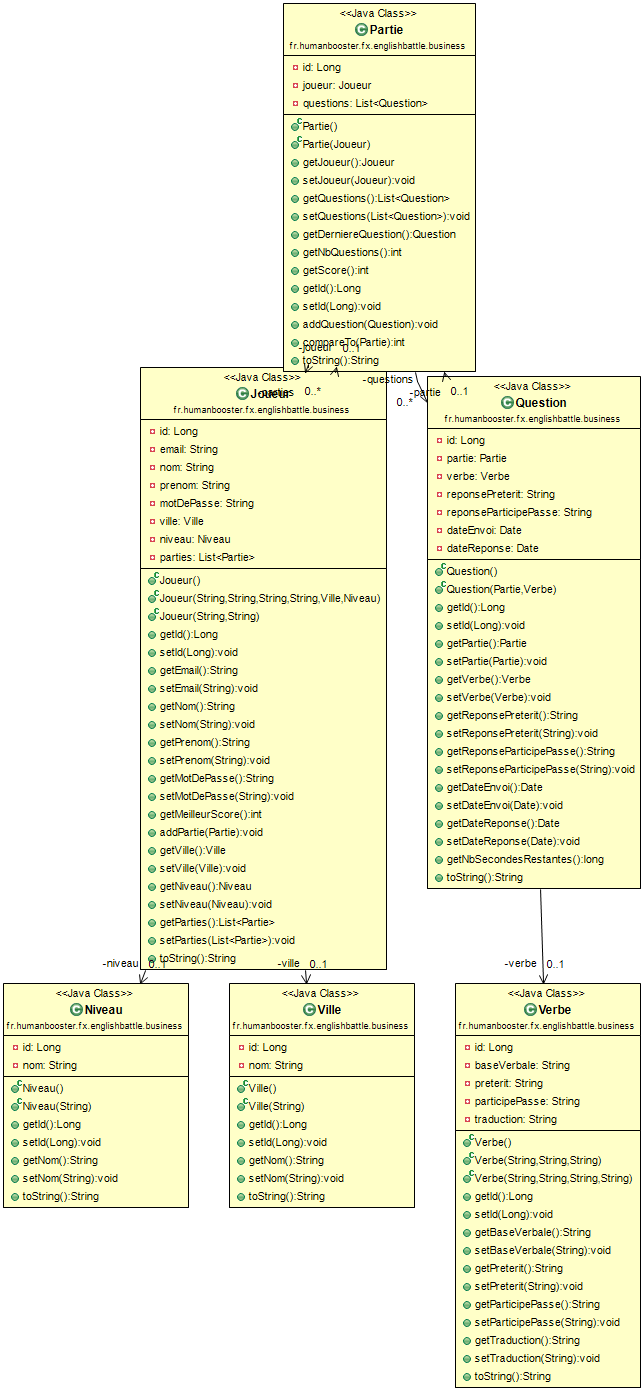 <<Java Class>>
Partie
fr.humanbooster.fx.englishbattle.business
id: Long
joueur: Joueur
questions: List<Question>
Partie()
Partie(Joueur)
getJoueur():Joueur
setJoueur(Joueur):void
getQuestions():List<Question>
setQuestions(List<Question>):void
getDerniereQuestion():Question
getNbQuestions():int
getScore():int
getId():Long
setId(Long):void
addQuestion(Question):void
compareTo(Partie):int
toString():String
-joueur 0..1
-parties 0..*
-questions 0..*
-partie 0..1
<<Java Class>>
Joueur
fr.humanbooster.fx.englishbattle.business
id: Long
email: String
nom: String
prenom: String
motDePasse: String
ville: Ville
niveau: Niveau
parties: List<Partie>
Joueur()
Joueur(String,String,String,String,Ville,Niveau)
Joueur(String,String)
getId():Long
setId(Long):void
getEmail():String
setEmail(String):void
getNom():String
setNom(String):void
getPrenom():String
setPrenom(String):void
getMotDePasse():String
setMotDePasse(String):void
getMeilleurScore():int
addPartie(Partie):void
getVille():Ville
setVille(Ville):void
getNiveau():Niveau
setNiveau(Niveau):void
getParties():List<Partie>
setParties(List<Partie>):void
toString():String
<<Java Class>>
Question
fr.humanbooster.fx.englishbattle.business
id: Long
partie: Partie
verbe: Verbe
reponsePreterit: String
reponseParticipePasse: String
dateEnvoi: Date
dateReponse: Date
Question()
Question(Partie,Verbe)
getId():Long
setId(Long):void
getPartie():Partie
setPartie(Partie):void
getVerbe():Verbe
setVerbe(Verbe):void
getReponsePreterit():String
setReponsePreterit(String):void
getReponseParticipePasse():String
setReponseParticipePasse(String):void
getDateEnvoi():Date
setDateEnvoi(Date):void
getDateReponse():Date
setDateReponse(Date):void
getNbSecondesRestantes():long
toString():String
-niveau 0..1
-ville 0..1
-verbe 0..1
<<Java Class>>
Niveau
fr.humanbooster.fx.englishbattle.business
id: Long
nom: String
Niveau()
Niveau(String)
getId():Long
setId(Long):void
getNom():String
setNom(String):void
toString():String
<<Java Class>>
Ville
fr.humanbooster.fx.englishbattle.business
id: Long
nom: String
Ville()
Ville(String)
getId():Long
setId(Long):void
getNom():String
setNom(String):void
toString():String
<<Java Class>>
Verbe
fr.humanbooster.fx.englishbattle.business
id: Long
baseVerbale: String
preterit: String
participePasse: String
traduction: String
Verbe()
Verbe(String,String,String)
Verbe(String,String,String,String)
getId():Long
setId(Long):void
getBaseVerbale():String
setBaseVerbale(String):void
getPreterit():String
setPreterit(String):void
getParticipePasse():String
setParticipePasse(String):void
getTraduction():String
setTraduction(String):void
toString():String